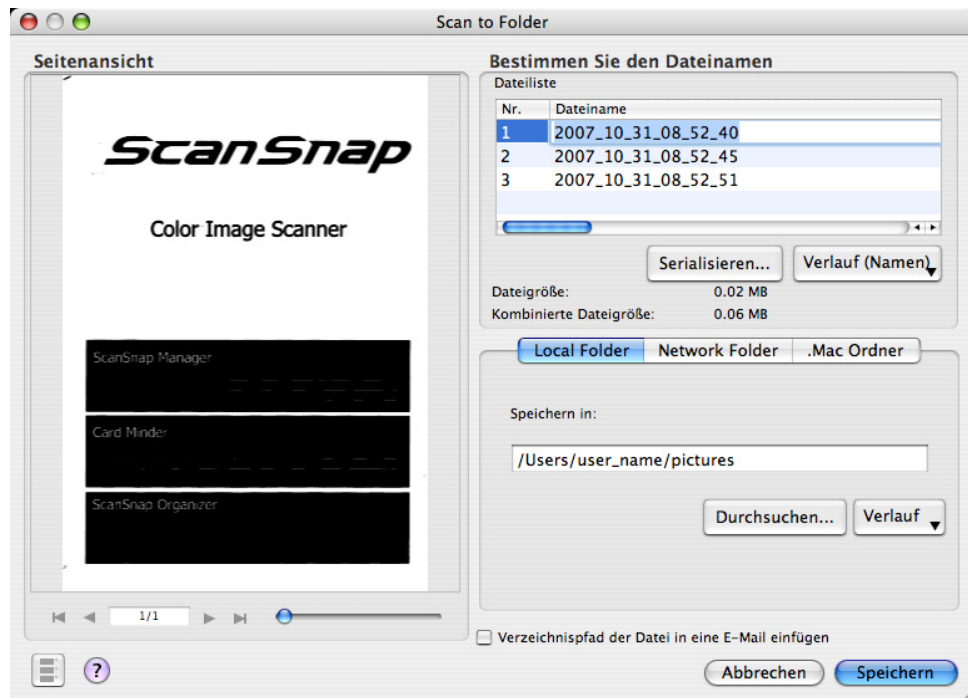 Scan to Folder
Seitenansicht
ScanSnap
Color Image Scanner
ScanSnap Manager
Card Minder
ScanSnap Organizer
1/1
?
Bestimmen Sie den Dateinamen
Dateiliste
Nr. Dateiname
1 2007_10_31_08_52_40
2 2007_10_31_08_52_45
3 2007_10_31_08_52_51
Serialisieren... Verlauf (Namen)
Dateigröße: 0.02 MB
Kombinierte Dateigröße: 0.06 MB
Local Folder Network Folder .Mac Ordner
Speichern in:
/Users/user_name/pictures
Durchsuchen... Verlauf
Verzeichnispfad der Datei in eine E-Mail einfügen
Abbrechen Speichern